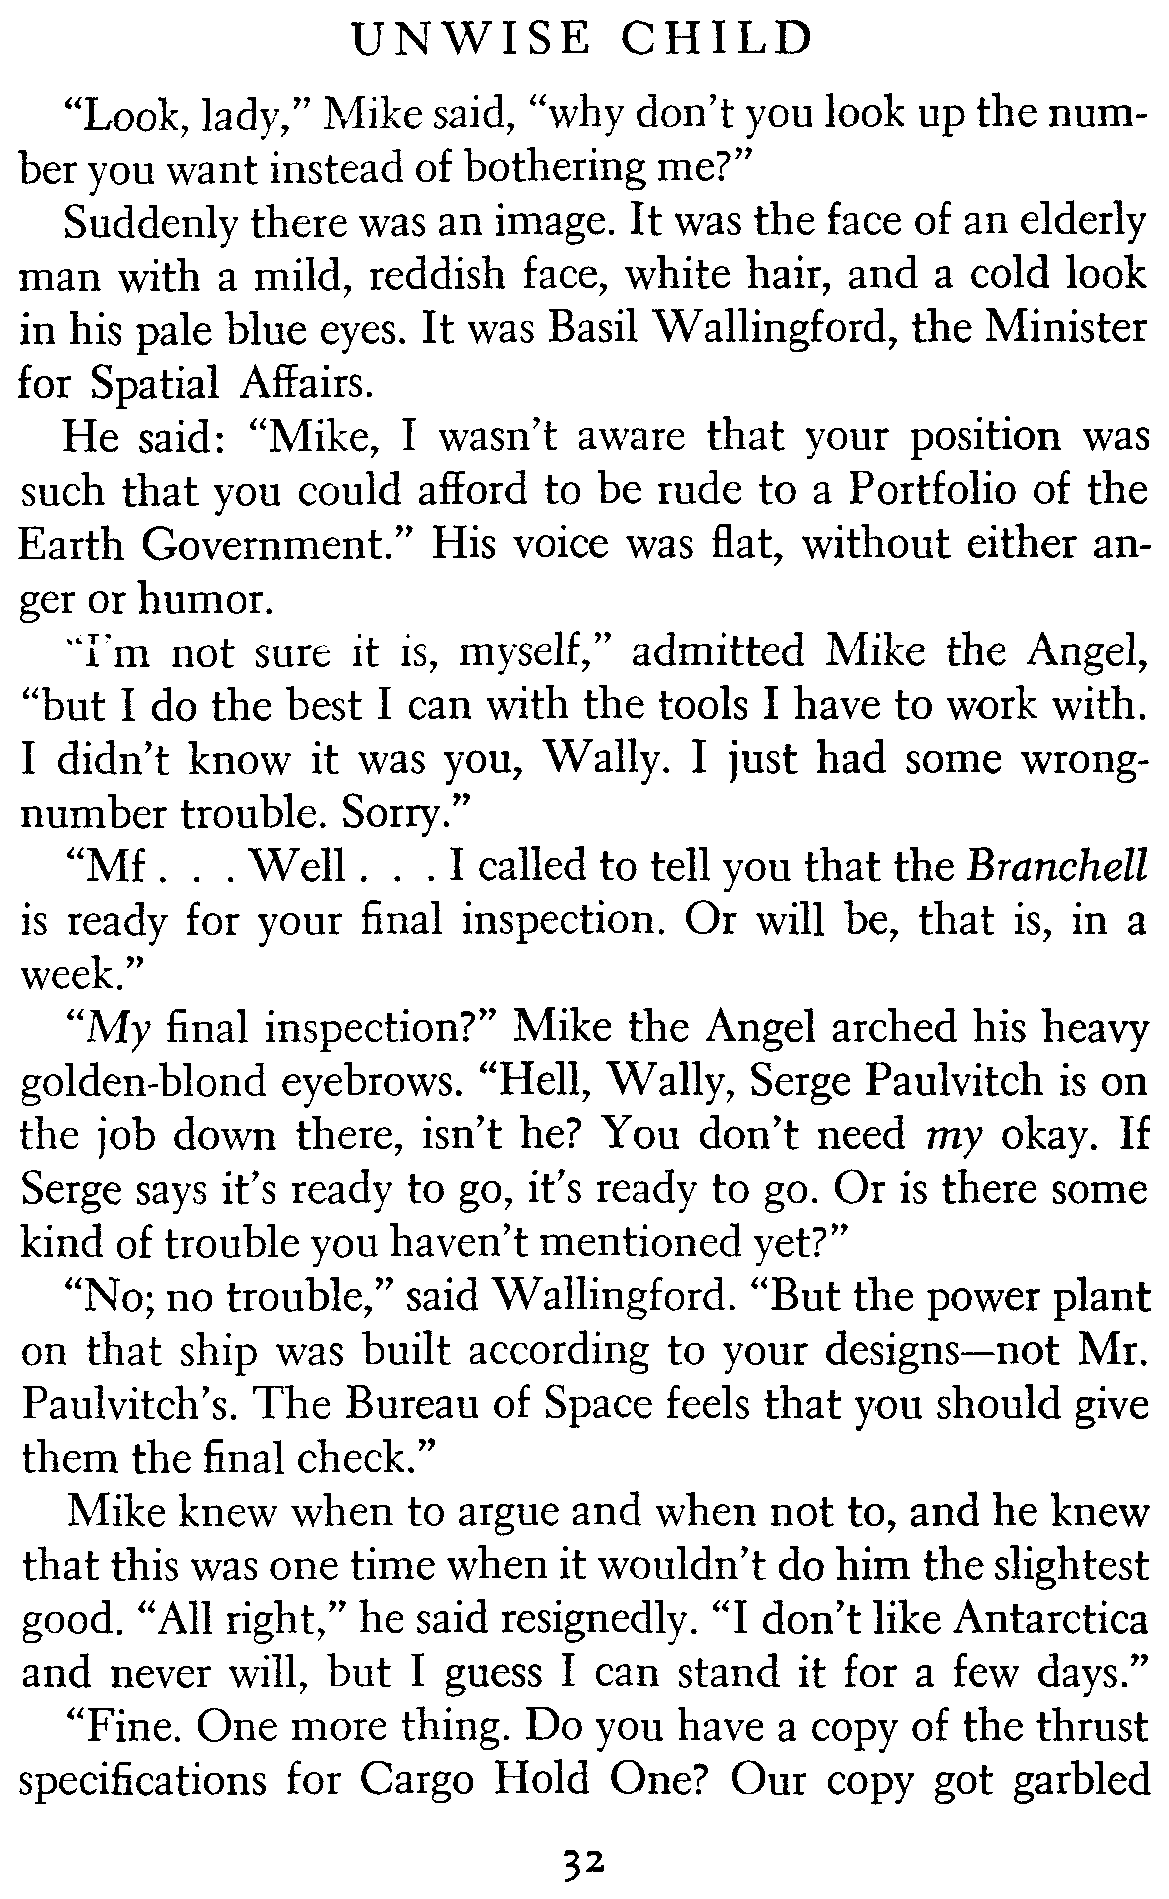 UNWISE CHILD
“Look, lady,” Mike said, “why don’t you look up the num-
ber you want instead of bothering me?”
Suddenly there was an image. It was the face of an elderly
man with a mild, reddish face, white hair, and a cold look
in his pale blue eyes. It was Basil Wallingford, the Minister
for Spatial Affairs.
He said: “Mike, I wasn’t aware that your position was
such that you could afford to be rude to a Portfolio of the
Earth Government.” His voice was flat, without either an-
ger or humor.
“I’m not sure it is, myself,” admitted Mike the Angel,
“but I do the best I can with the tools I have to work with.
I didn’t know it was you, Wally. I just had some wrong-
number trouble. Sorry.”
“Mf . . . Well . . . I called to tell you that the Branchell
is ready for your final inspection. Or will be, that is, in a
week.”
“My final inspection?” Mike the Angel arched his heavy
golden-blond eyebrows. “Hell, Wally, Serge Paulvitch is on
the job down there, isn’t he? You don’t need my okay. If
Serge says it’s ready to go, it’s ready to go. Or is there some
kind of trouble you haven’t mentioned yet?”
“No; no trouble,” said Wallingford. “But the power plant
on that ship was built according to your designs—not Mr.
Paulvitch’s. The Bureau of Space feels that you should give
them the final check.”
Mike knew when to argue and when not to, and he knew
that this was one time when it wouldn’t do him the slightest
good. “All right,” he said resignedly. “I don’t like Antarctica
and never will, but I guess I can stand it for a few days.”
“Fine. One more thing. Do you have a copy of the thrust
specifications for Cargo Hold One? Our copy got garbled
32